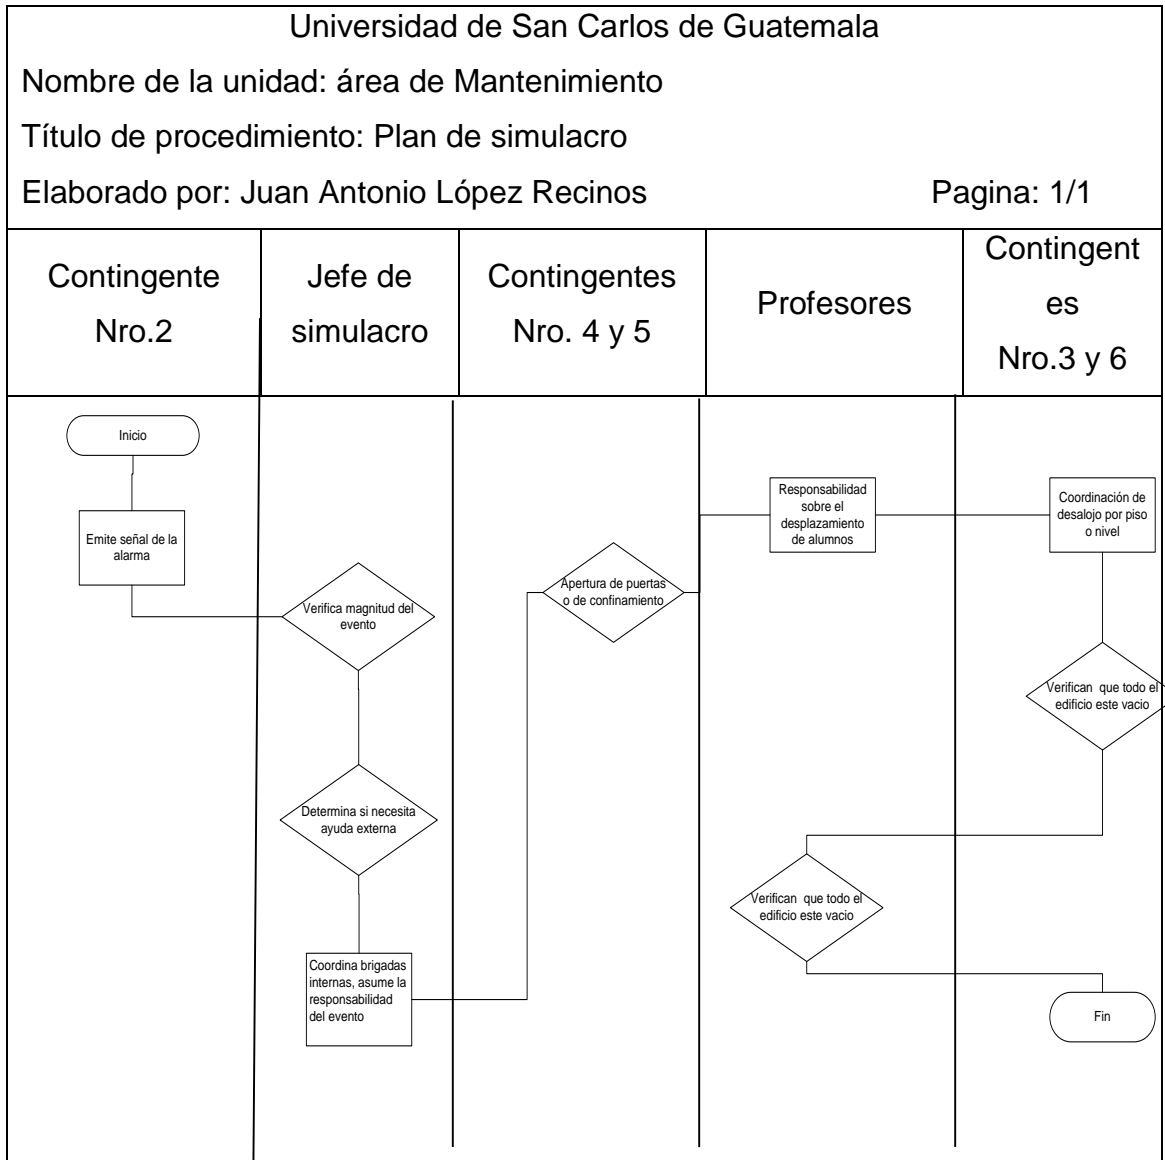 Universidad de San Carlos de Guatemala
Nombre de la unidad: área de Mantenimiento
Título de procedimiento: Plan de simulacro
Elaborado por: Juan Antonio López Recinos Pagina: 1/1
Contingente
Nro.2
Jefe de
simulacro
Contingentes
Nro. 4 y 5
Profesores
Contingent
es
Nro.3 y 6
Inicio
Emite señal de la
alarma
Verifica magnitud del
evento
Determina si necesita
ayuda externa
Coordina brigadas
internas, asume la
responsabilidad
del evento
Apertura de puertas
o de confinamiento
Responsabilidad
sobre el
desplazamiento
de alumnos
Coordinación de
desalojo por piso
o nivel
Verifican que todo el
edificio este vacio
Verifican que todo el
edificio este vacio
Fin